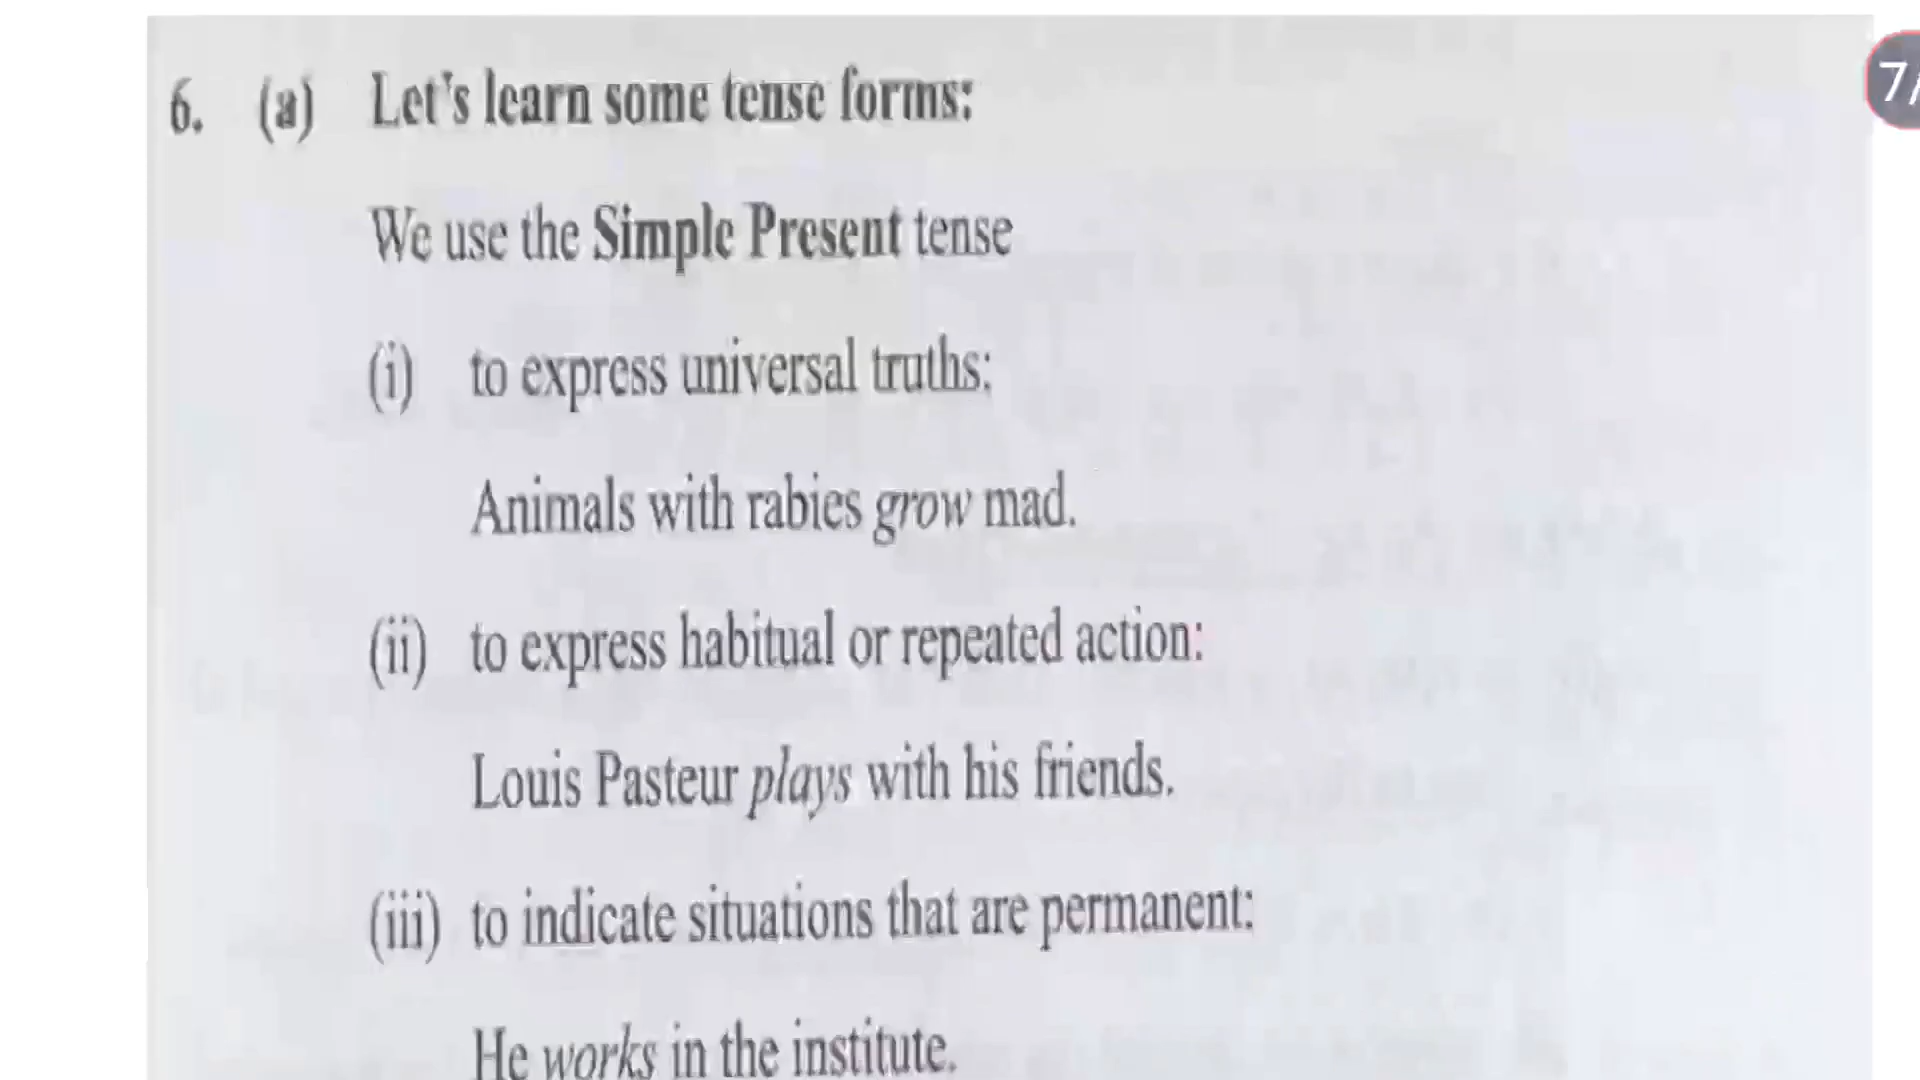 6. (a) Let's learn some tense forms:
We use the Simple Present tense
(i) to express universal truths:
Animals with rabies grow mad.
(ii) to express habitual or repeated action:
Louis Pasteur plays with his friends.
(iii) to indicate situations that are permanent:
He works in the institute.
7/